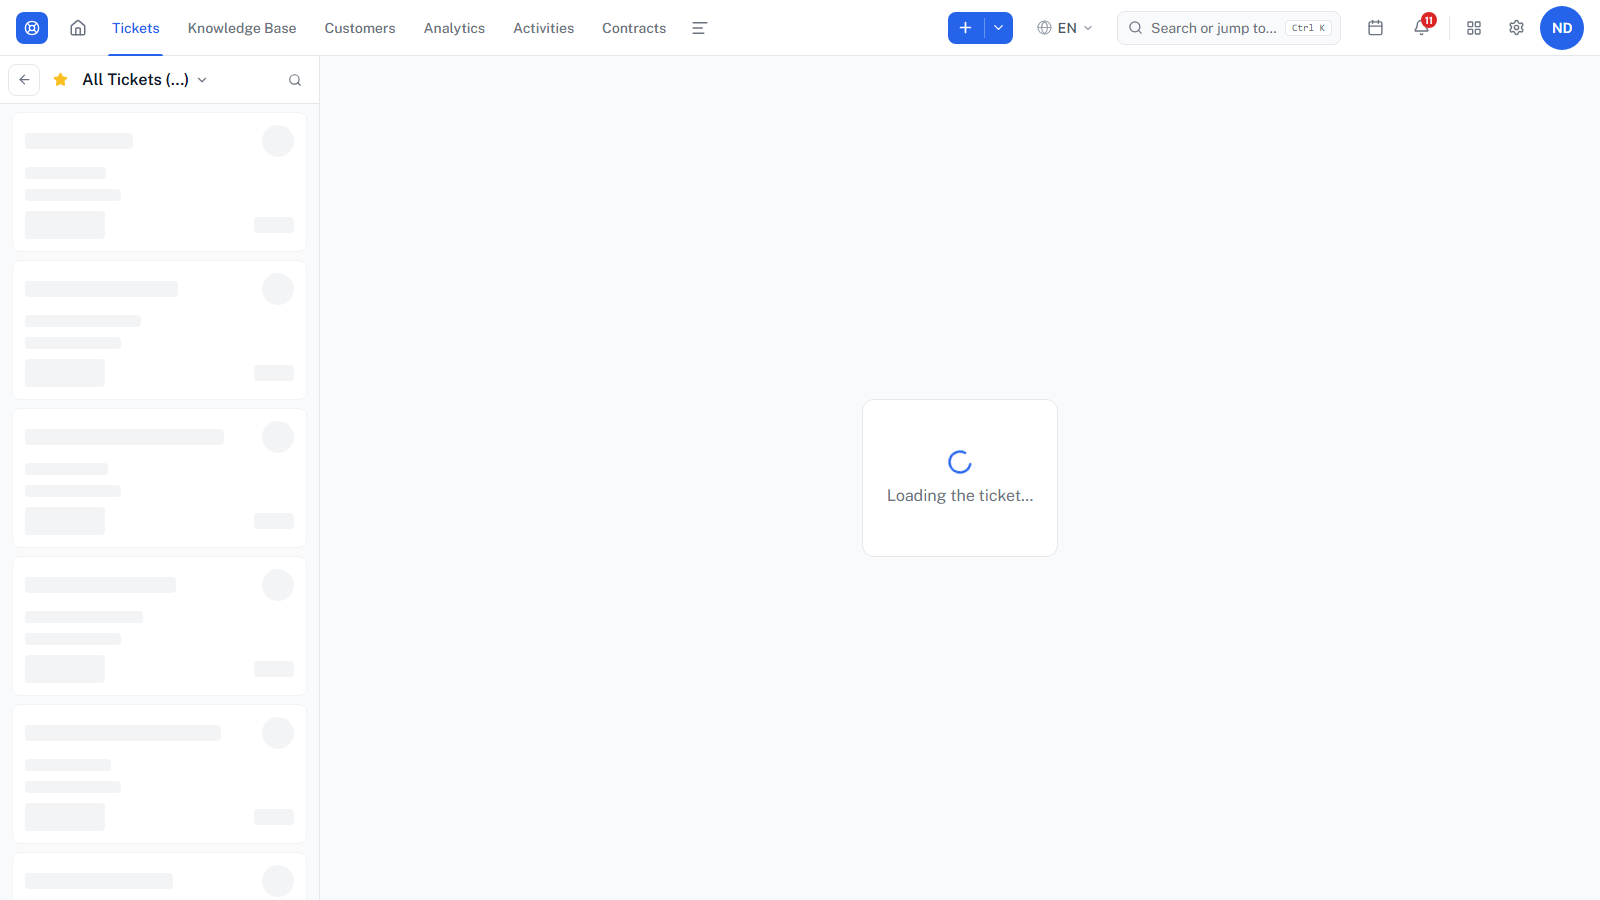 Tickets
Knowledge Base
Customers
Analytics
Activities
Contracts
EN
Search or jump to...
Ctrl K
11
ND
All Tickets (...)
Loading the ticket...